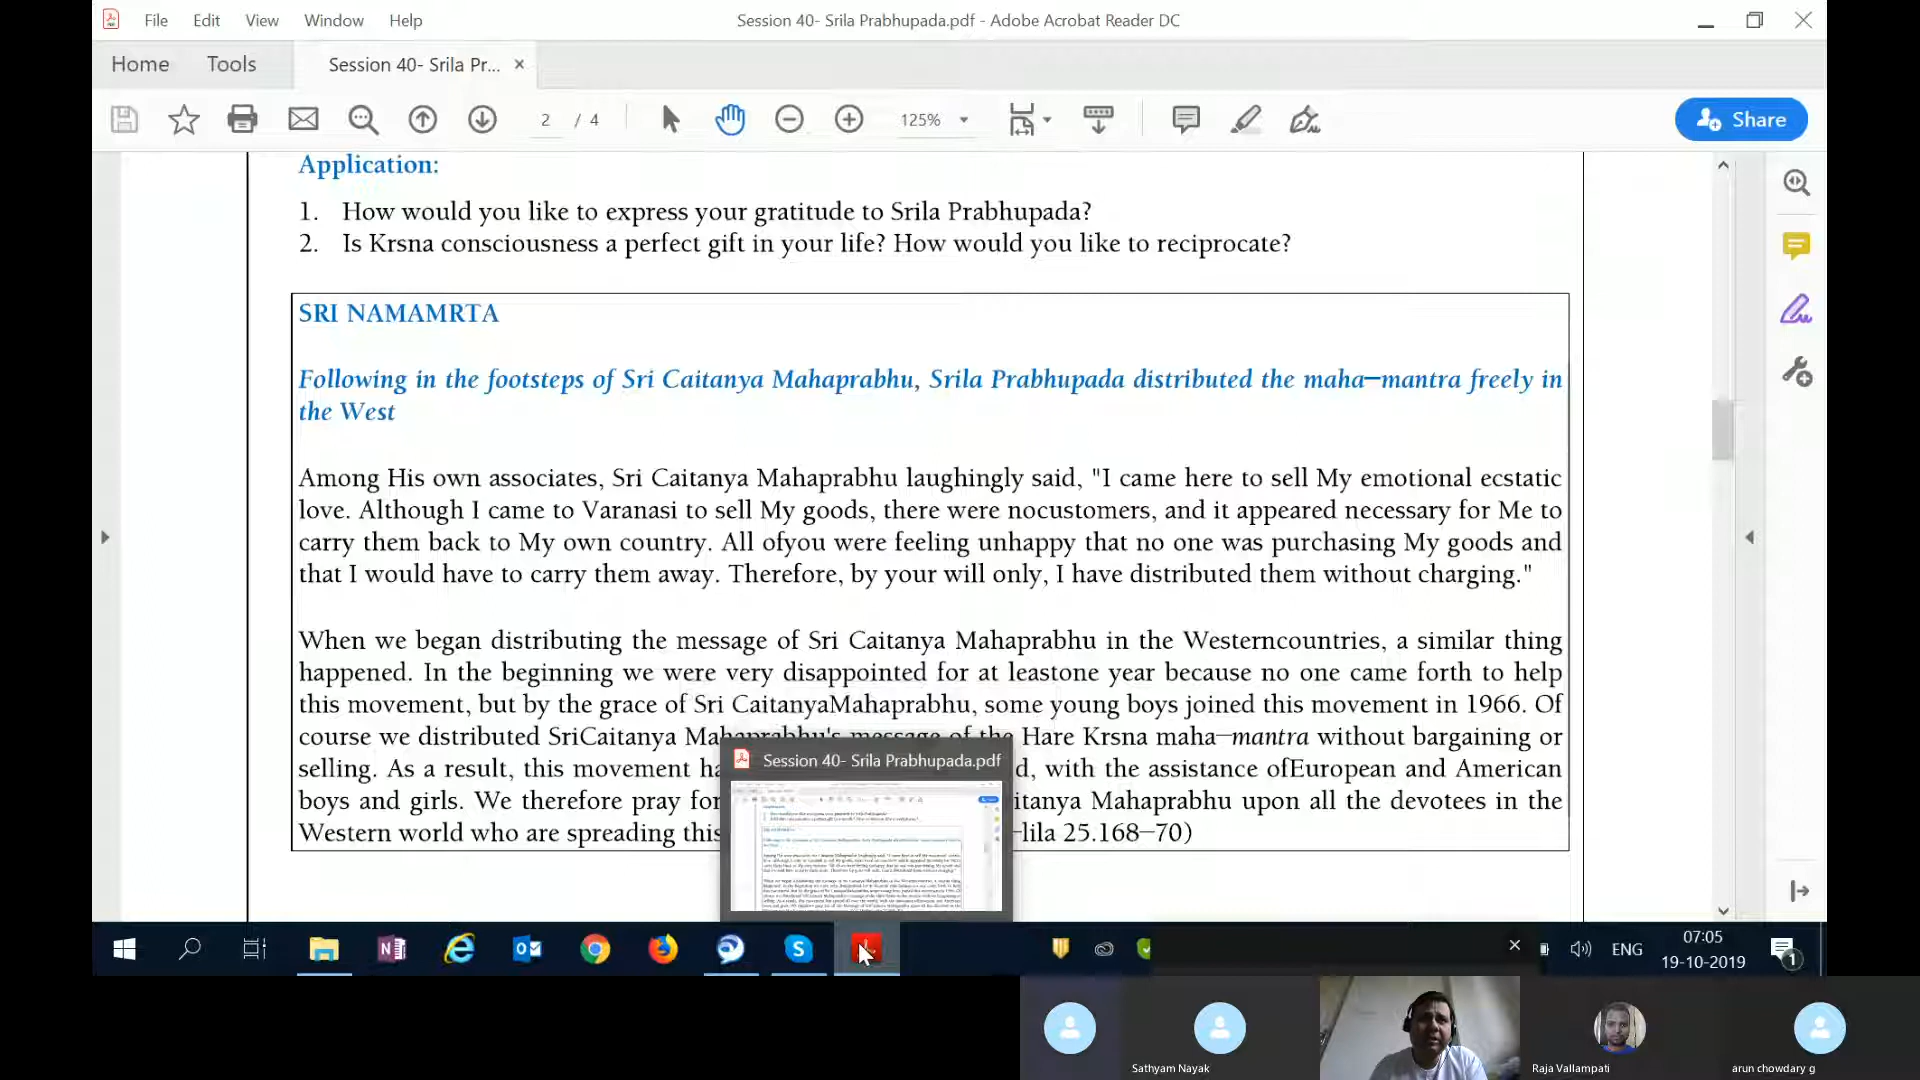 File Edit View Window Help
Session 40- Srila Prabhupada.pdf - Adobe Acrobat Reader DC
Home Tools Session 40- Srila Pr... ×
2 / 4 125% Share
Application:
1. How would you like to express your gratitude to Srila Prabhupada?
2. Is Krsna consciousness a perfect gift in your life? How would you like to reciprocate?
SRI NAMAMRTA
Following in the footsteps of Sri Caitanya Mahaprabhu, Srila Prabhupada distributed the maha–mantra freely in
the West
Among His own associates, Sri Caitanya Mahaprabhu laughingly said, "I came here to sell My emotional ecstatic
love. Although I came to Varanasi to sell My goods, there were nocustomers, and it appeared necessary for Me to
carry them back to My own country. All ofyou were feeling unhappy that no one was purchasing My goods and
that I would have to carry them away. Therefore, by your will only, I have distributed them without charging."
When we began distributing the message of Sri Caitanya Mahaprabhu in the Westerncountries, a similar thing
happened. In the beginning we were very disappointed for at leastone year because no one came forth to help
this movement, but by the grace of Sri CaitanyaMahaprabhu, some young boys joined this movement in 1966. Of
course we distributed SriCaitanya Mahaprabhu's message of the Hare Krsna maha–mantra without bargaining or
selling. As a result, this movement ha d, with the assistance ofEuropean and American
boys and girls. We therefore pray for itanya Mahaprabhu upon all the devotees in the
Western world who are spreading this –lila 25.168–70)
Session 40- Srila Prabhupada.pdf
ENG
07:05
19-10-2019
1
Sathyam Nayak
Raja Vallampati
arun chowdary g